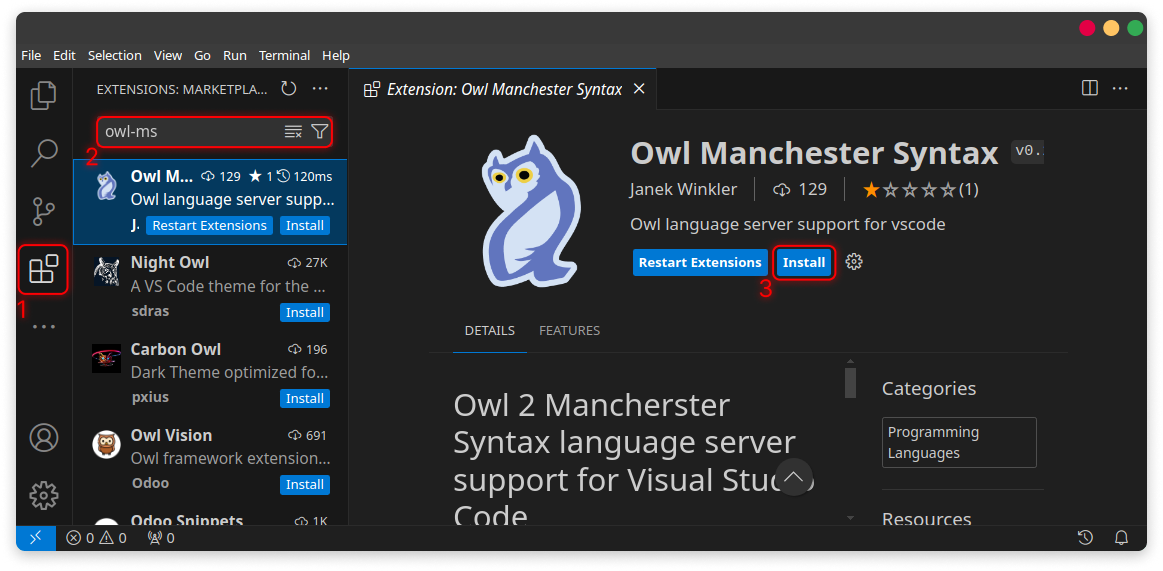 File Edit Selection View Go Run Terminal Help
EXTENSIONS: MARKETPLA...
owl-ms
2
Owl M... 129 ★ 1 120ms
Owl language server supp...
J. Restart Extensions Install
Night Owl 27K
A VS Code theme for the ...
sdras Install
Carbon Owl 196
Dark Theme optimized fo...
pxius Install
Owl Vision 691
Owl framework extension...
Odoo Install
Odoo Snippets 1K
1
Extension: Owl Manchester Syntax
Owl Manchester Syntax v0.
Janek Winkler 129 ★☆☆☆☆(1)
Owl language server support for vscode
Restart Extensions Install
3
DETAILS FEATURES
Owl 2 Mancherster
Syntax language server
support for Visual Studio
Code
Categories
Programming
Languages
Resources
0 0 0